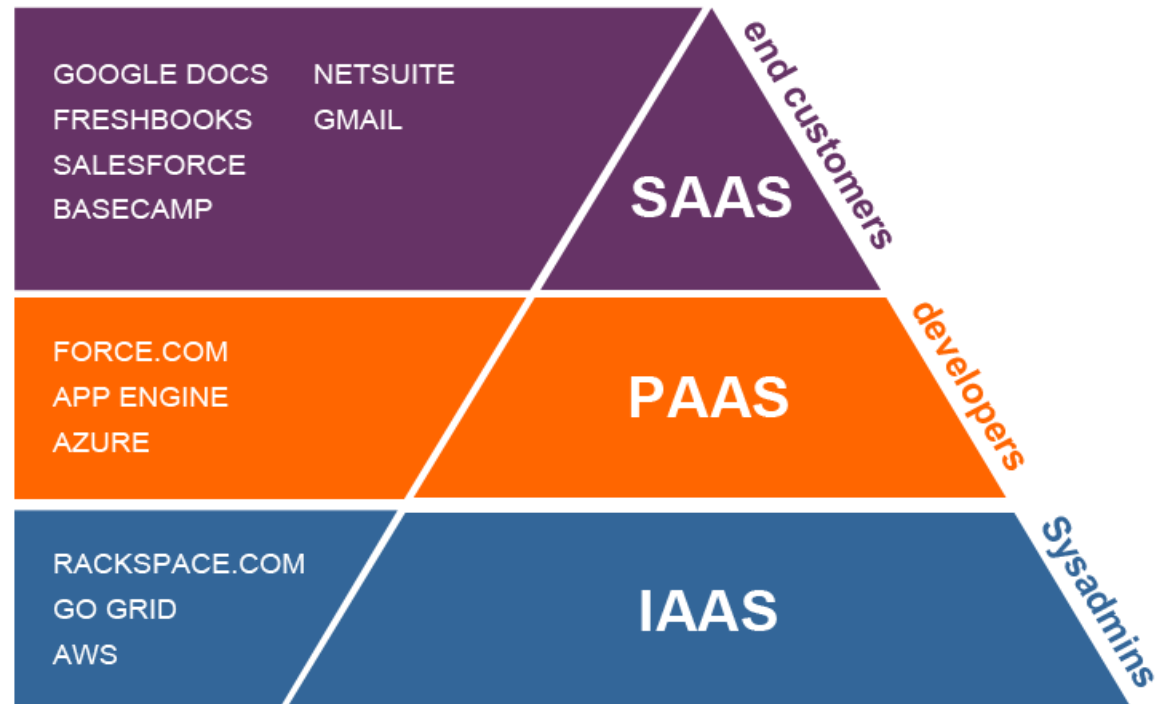 GOOGLE DOCS NETSUITE
FRESHBOOKS GMAIL
SALESFORCE
BASECAMP
SAAS
end customers
FORCE.COM
APP ENGINE
AZURE
PAAS
developers
RACKSPACE.COM
GO GRID
AWS
IAAS
Sysadmins